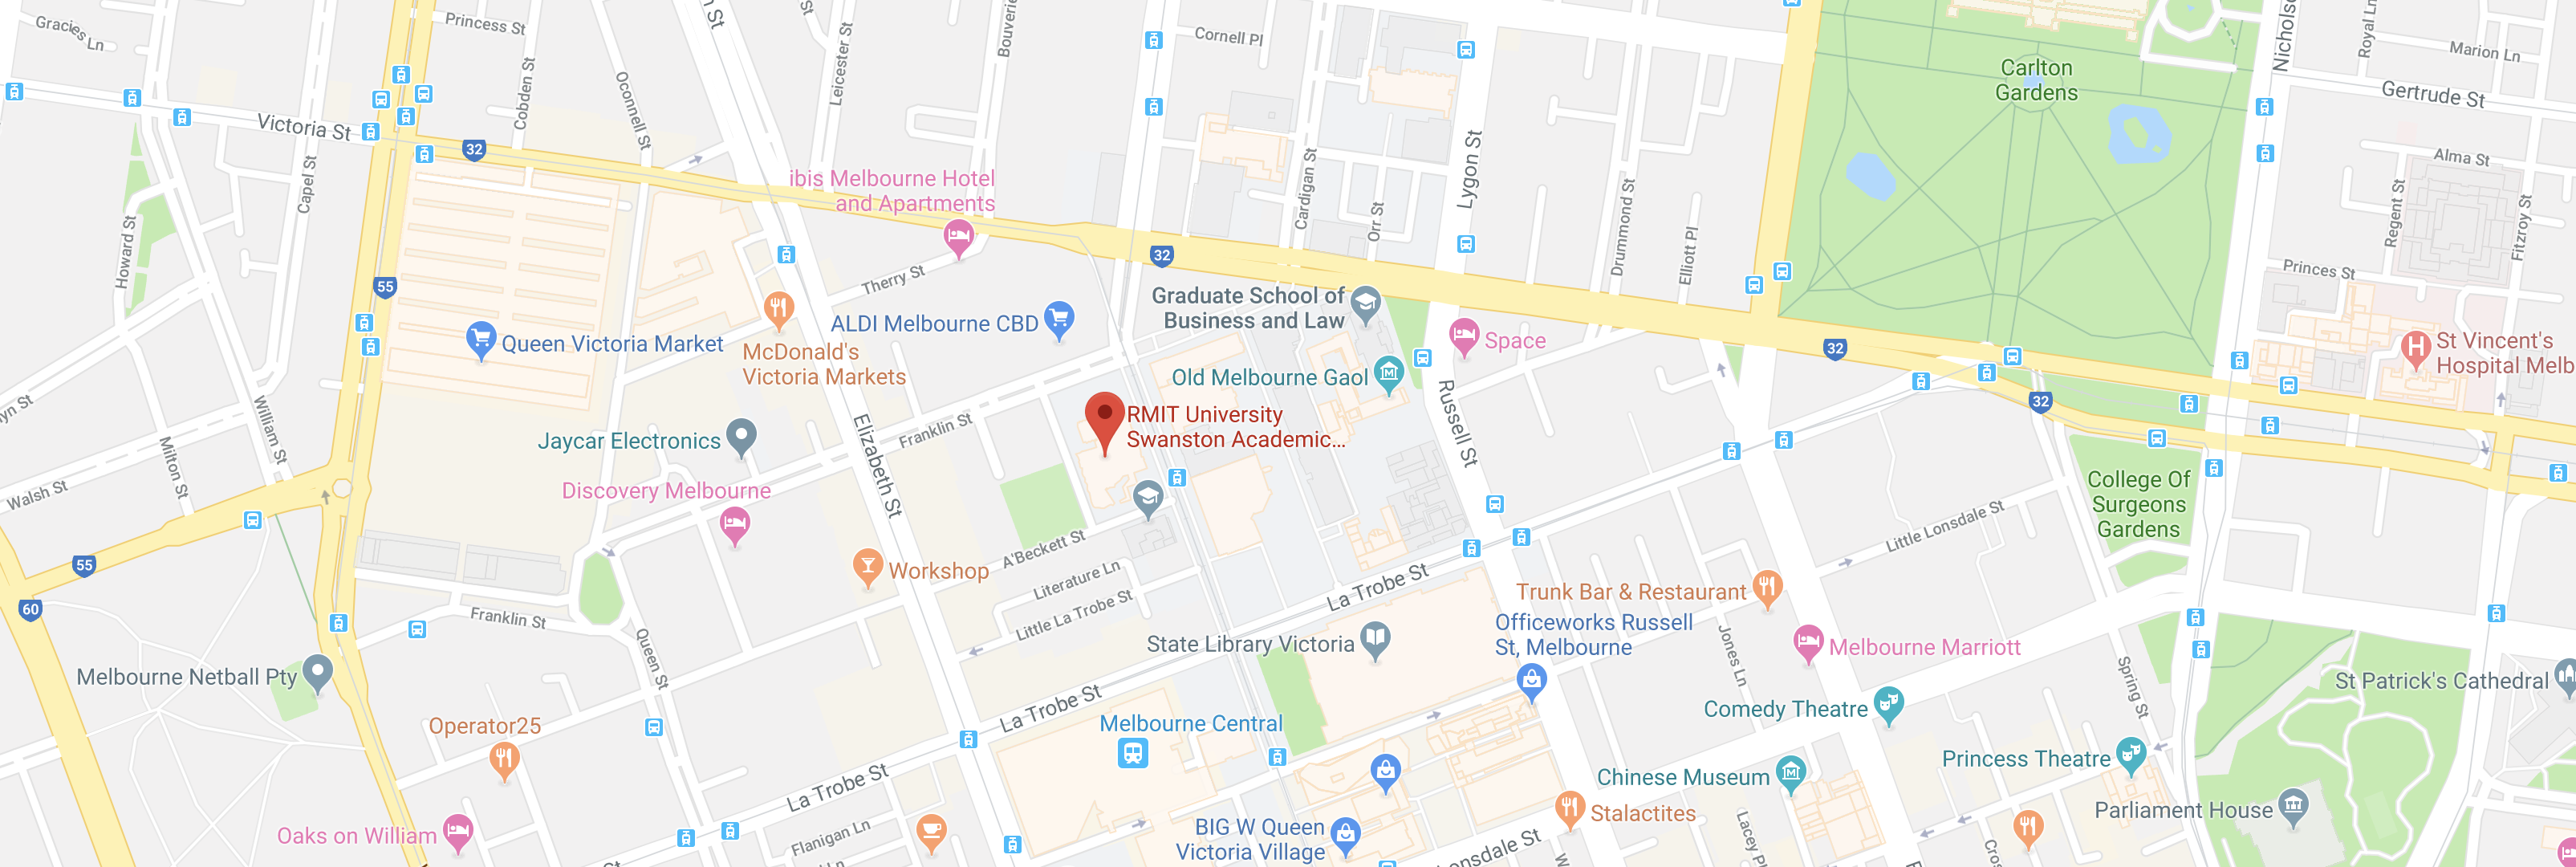 Gracies Ln
Princess St
Cobden St
Oconnell St
Leicester St
Cornell Pl
Victoria St
Capel St
32
Howard St
55
ibis Melbourne Hotel
and Apartments
Therry St
Cardigan St
Orr St
Lygon St
Drummond St
Elliott Pl
32
Carlton
Gardens
Royal Ln
Marion Ln
Gertrude St
Alma St
Regent St
Fitzroy St
Princes St
Queen Victoria Market
McDonald's
Victoria Markets
ALDI Melbourne CBD
Graduate School of
Business and Law
Old Melbourne Gaol
Space
Russell St
32
32
St Vincent's
Hospital Melb
William St
Milton St
Walsh St
Jaycar Electronics
Discovery Melbourne
Elizabeth St
Franklin St
RMIT University
Swanston Academic...
College Of
Surgeons
Gardens
Little Lonsdale St
55
60
Franklin St
Queen St
Workshop
A'Beckett St
Literature Ln
Little La Trobe St
La Trobe St
State Library Victoria
Trunk Bar & Restaurant
Officeworks Russell
St, Melbourne
Jones Ln
Melbourne Marriott
Spring St
St Patrick's Cathedral
Melbourne Netball Pty
Operator25
La Trobe St
Melbourne Central
Comedy Theatre
Princess Theatre
Chinese Museum
Parliament House
La Trobe St
Flanigan Ln
Oaks on William
BIG W Queen
Victoria Village
Stalactites